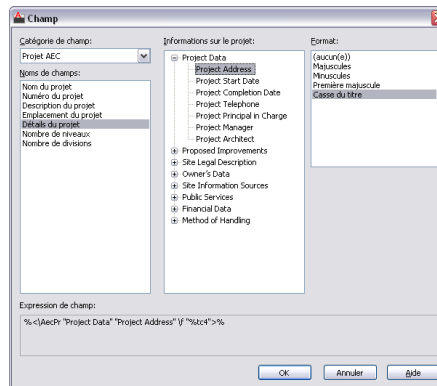 Champ
Catégorie de champ:
Projet AEC
Noms de champs:
Nom du projet
Numéro du projet
Description du projet
Emplacement du projet
Détails du projet
Nombre de niveaux
Nombre de divisions
Informations sur le projet:
Project Data
Project Address
Project Start Date
Project Completion Date
Project Telephone
Project Principal in Charge
Project Manager
Project Architect
Proposed Improvements
Site Legal Description
Owner's Data
Site Information Sources
Public Services
Financial Data
Method of Handling
Format:
(aucun(e))
Majuscules
Minuscules
Première majuscule
Casse du titre
Expression de champ:
%<\AecPr "Project Data" "Project Address" \f "%tc4">%
OK
Annuler
Aide